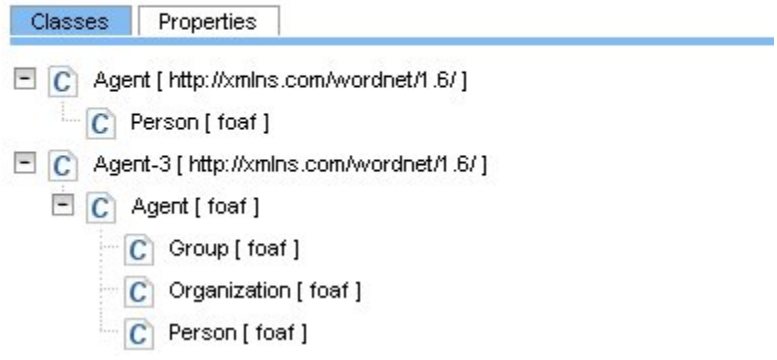 Classes Properties
C Agent [ http://xmlns.com/wordnet/1.6/ ]
C Person [ foaf ]
C Agent-3 [ http://xmlns.com/wordnet/1.6/ ]
C Agent [ foaf ]
C Group [ foaf ]
C Organization [ foaf ]
C Person [ foaf ]